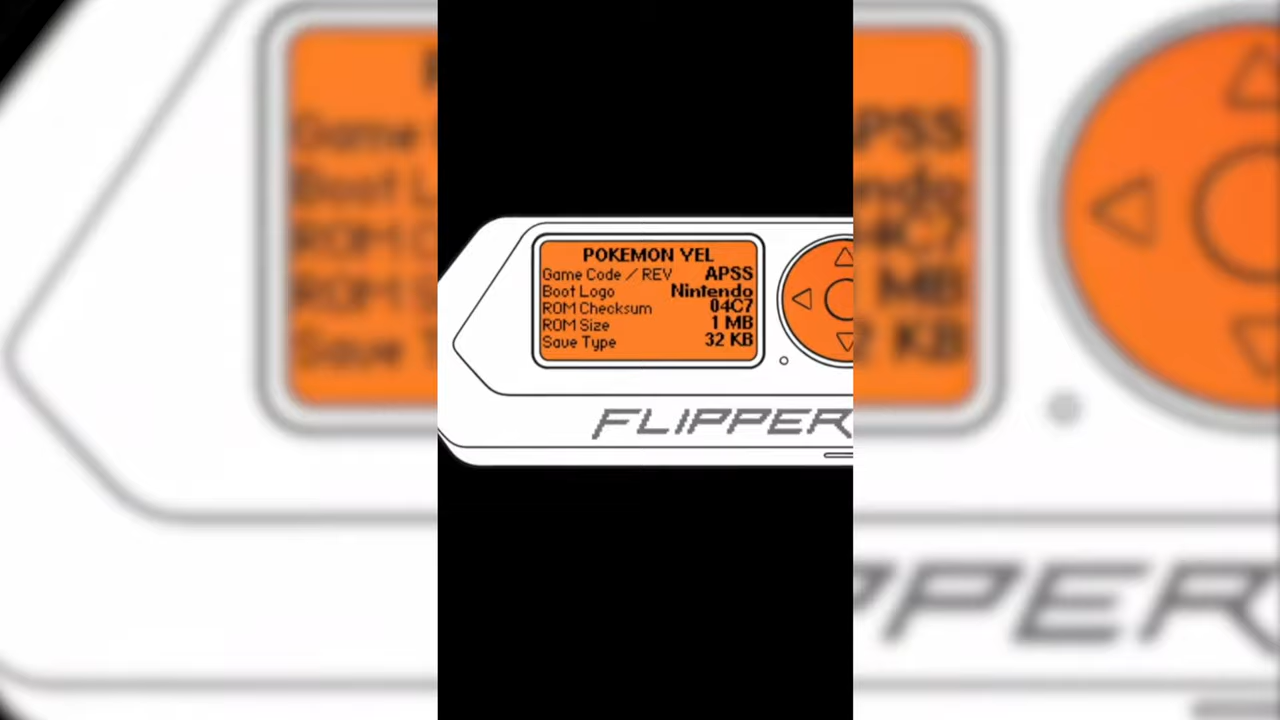 POKEMON YEL
Game Code / REV APSS
Boot Logo Nintendo
ROM Checksum 04C7
ROM Size 1 MB
Save Type 32 KB
FLIPPER